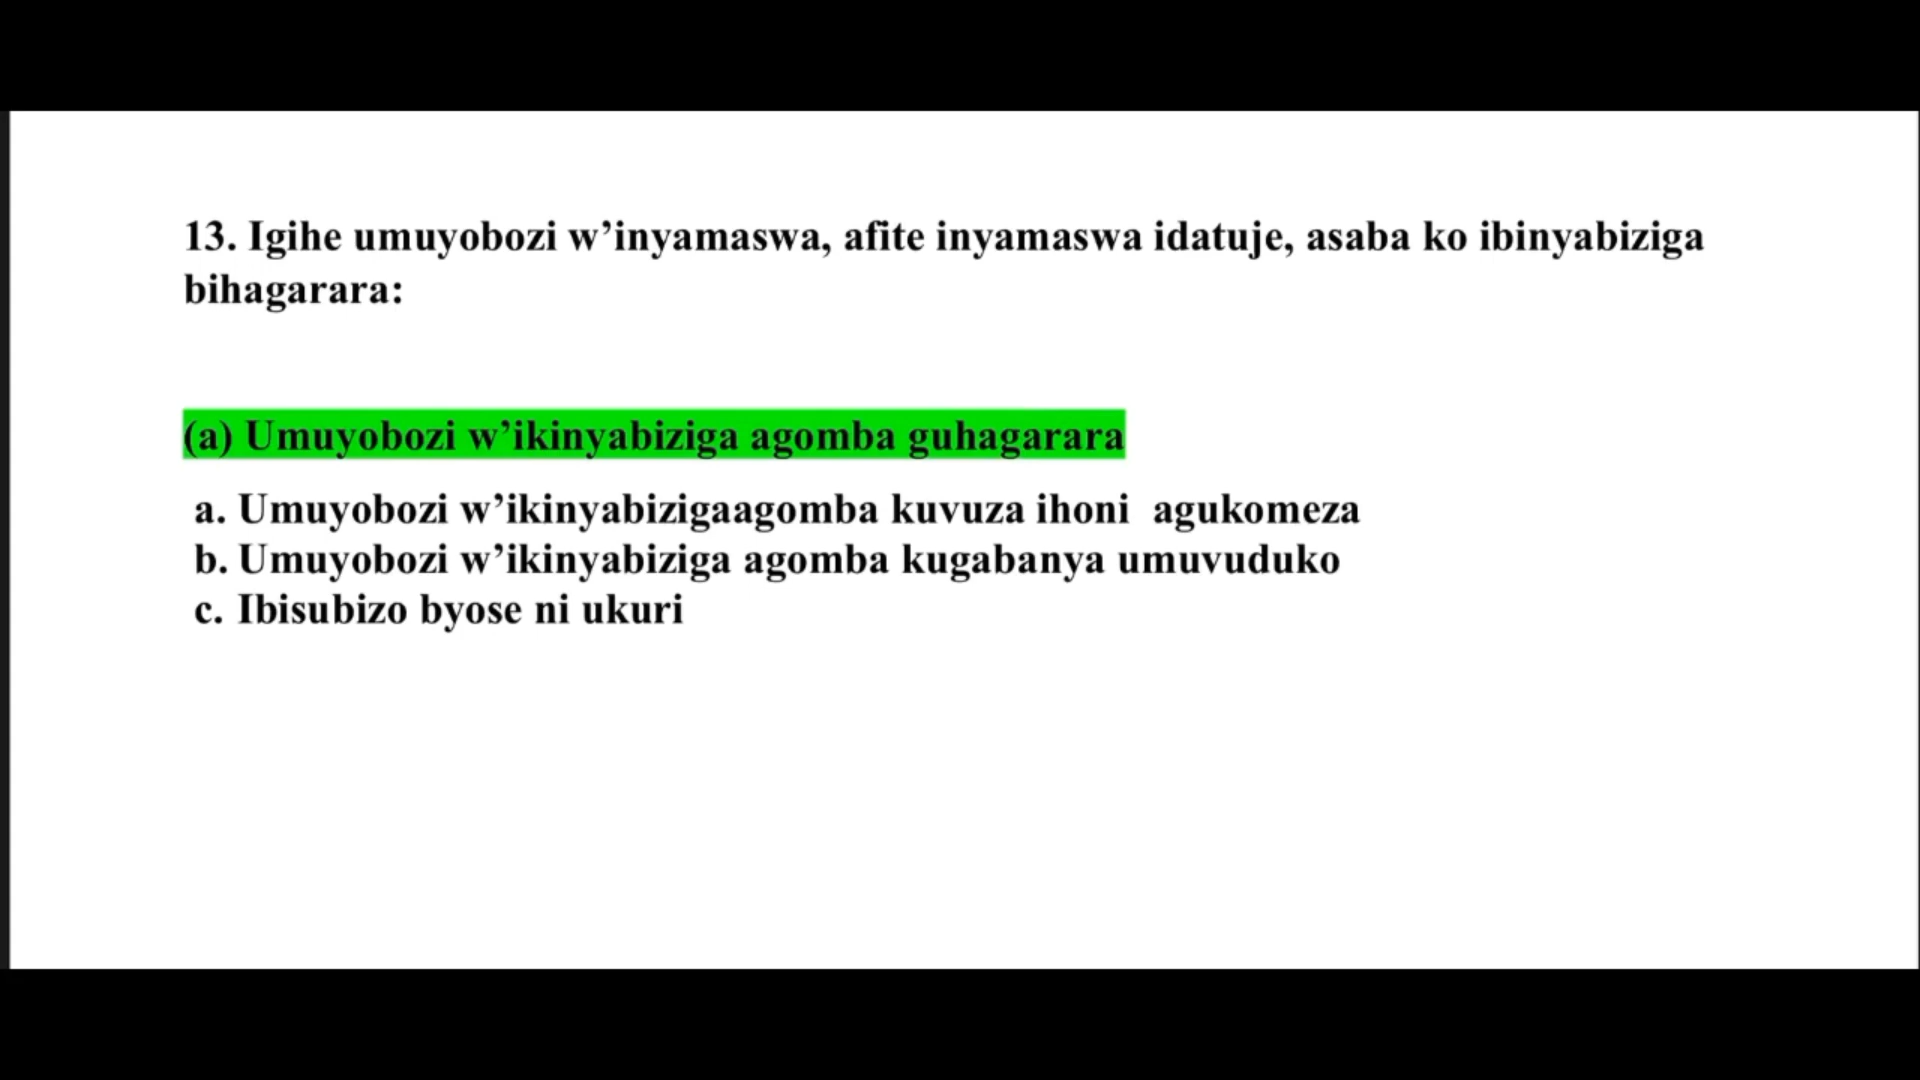 13. Igihe umuyobozi w’inyamaswa, afite inyamaswa idatuje, asaba ko ibinyabiziga
bihagarara:
(a) Umuyobozi w’ikinyabiziga agomba guhagarara
a. Umuyobozi w’ikinyabizigaagomba kuvuza ihoni  agukomeza
b. Umuyobozi w’ikinyabiziga agomba kugabanya umuvuduko
c. Ibisubizo byose ni ukuri